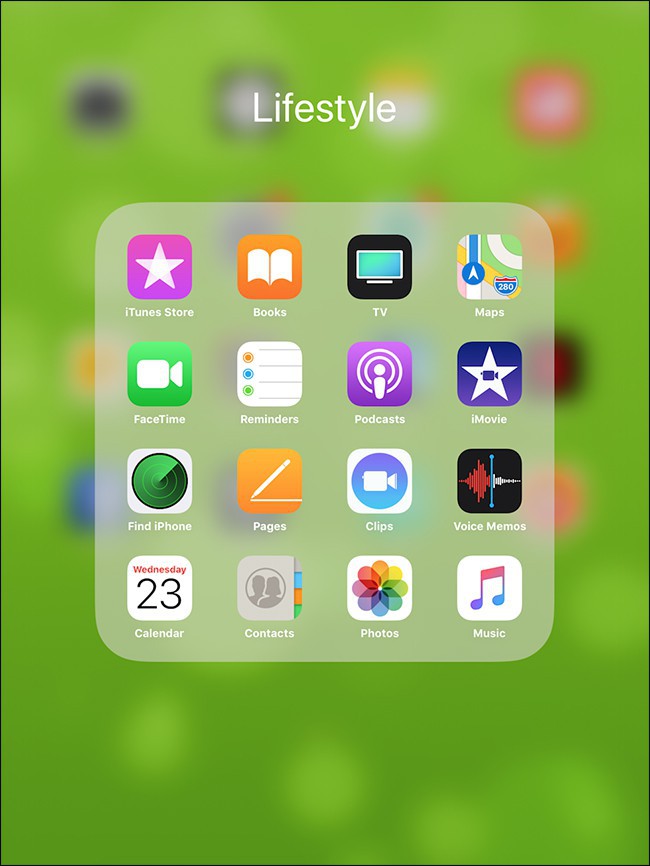 Lifestyle
280
iTunes Store Books TV Maps
FaceTime Reminders Podcasts iMovie
Find iPhone Pages Clips Voice Memos
Wednesday
23
Calendar Contacts Photos Music